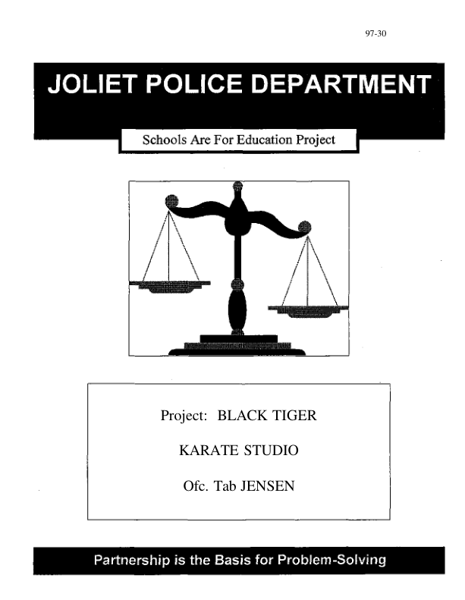 97-30
JOLIET POLICE DEPARTMENT
Schools Are For Education Project
Project: BLACK TIGER
KARATE STUDIO
Ofc. Tab JENSEN
Partnership is the Basis for Problem-Solving